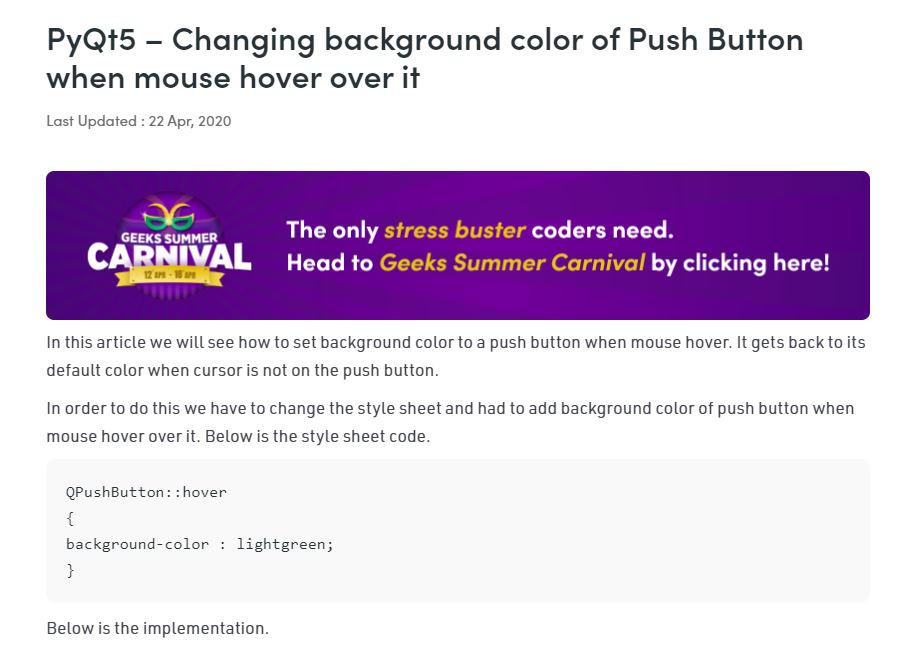 PyQt5 – Changing background color of Push Button
when mouse hover over it
Last Updated : 22 Apr, 2020
GEEKS SUMMER
CARNIVAL
12 APR - 18 APR
The only stress buster coders need.
Head to Geeks Summer Carnival by clicking here!
In this article we will see how to set background color to a push button when mouse hover. It gets back to its
default color when cursor is not on the push button.
In order to do this we have to change the style sheet and had to add background color of push button when
mouse hover over it. Below is the style sheet code.
QPushButton::hover
{
background-color : lightgreen;
}
Below is the implementation.